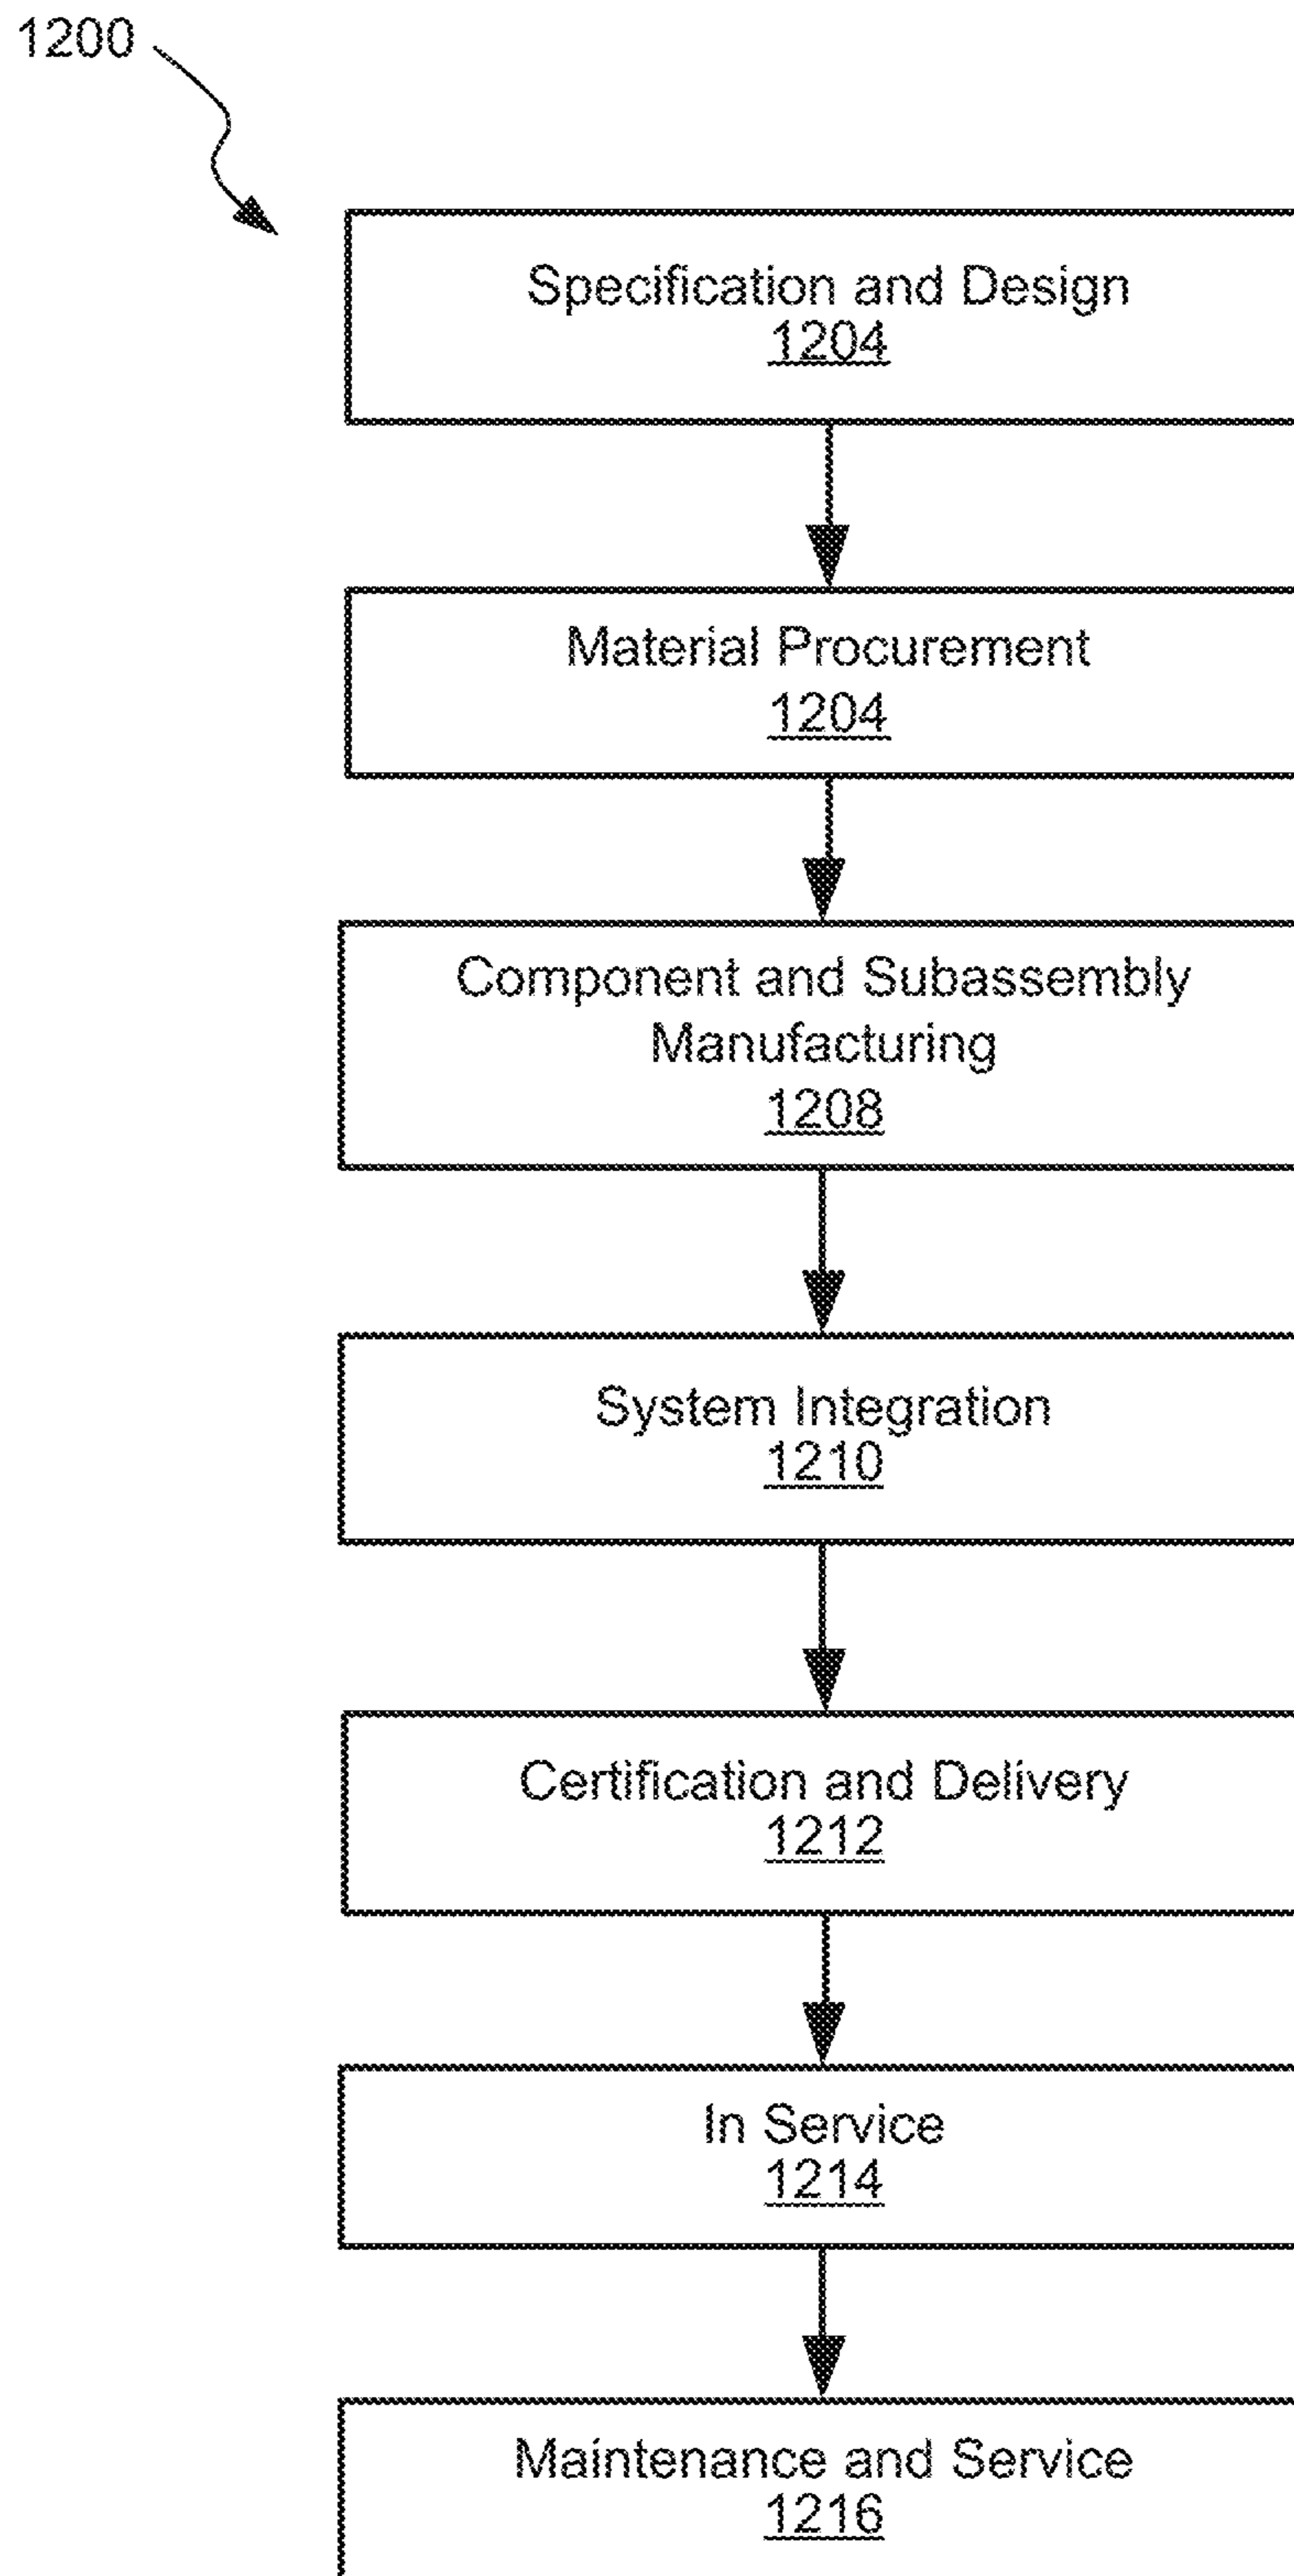 1200
Specification and Design
1204
Material Procurement
1204
Component and Subassembly
Manufacturing
1208
System Integration
1210
Certification and Delivery
1212
In Service
1214
Maintenance and Service
1216